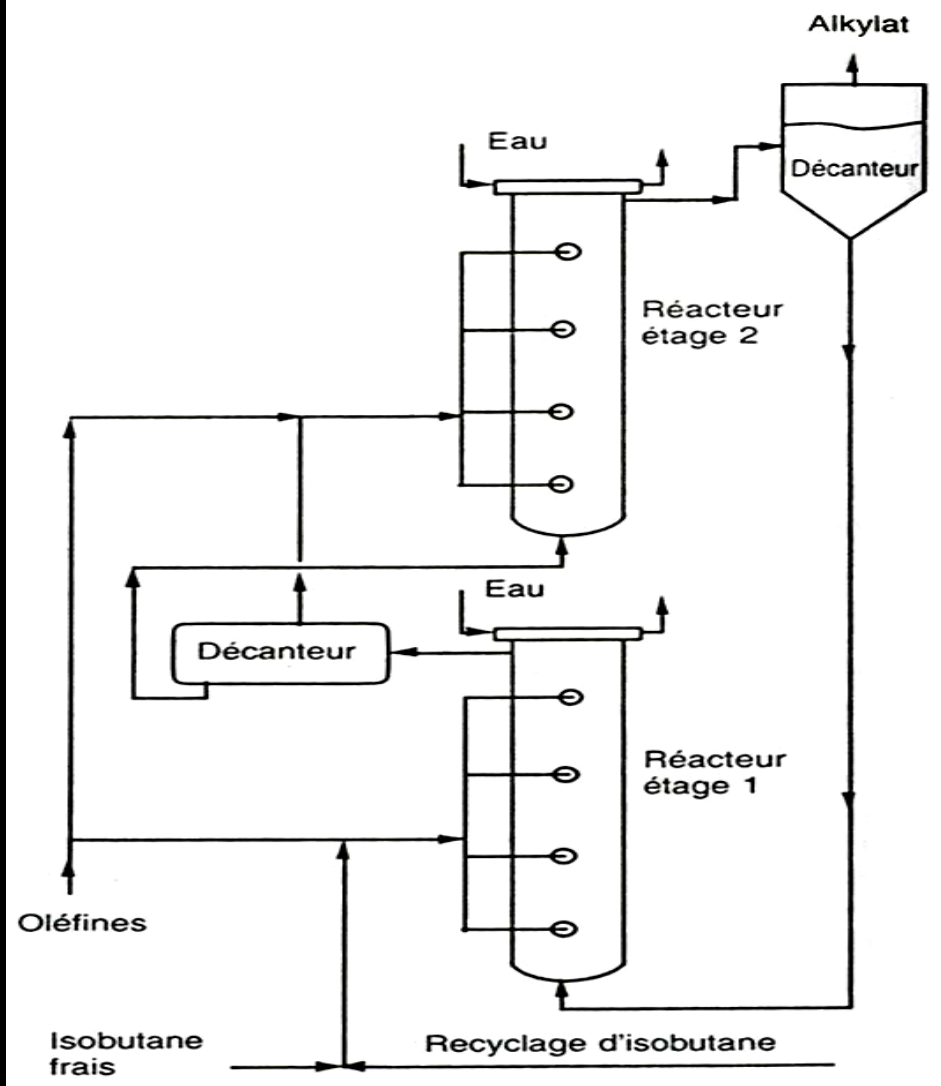 Alkylat
Eau
Décanteur
Réacteur
étage 2
Eau
Décanteur
Réacteur
étage 1
Oléfines
Isobutane
frais
Recyclage d'isobutane